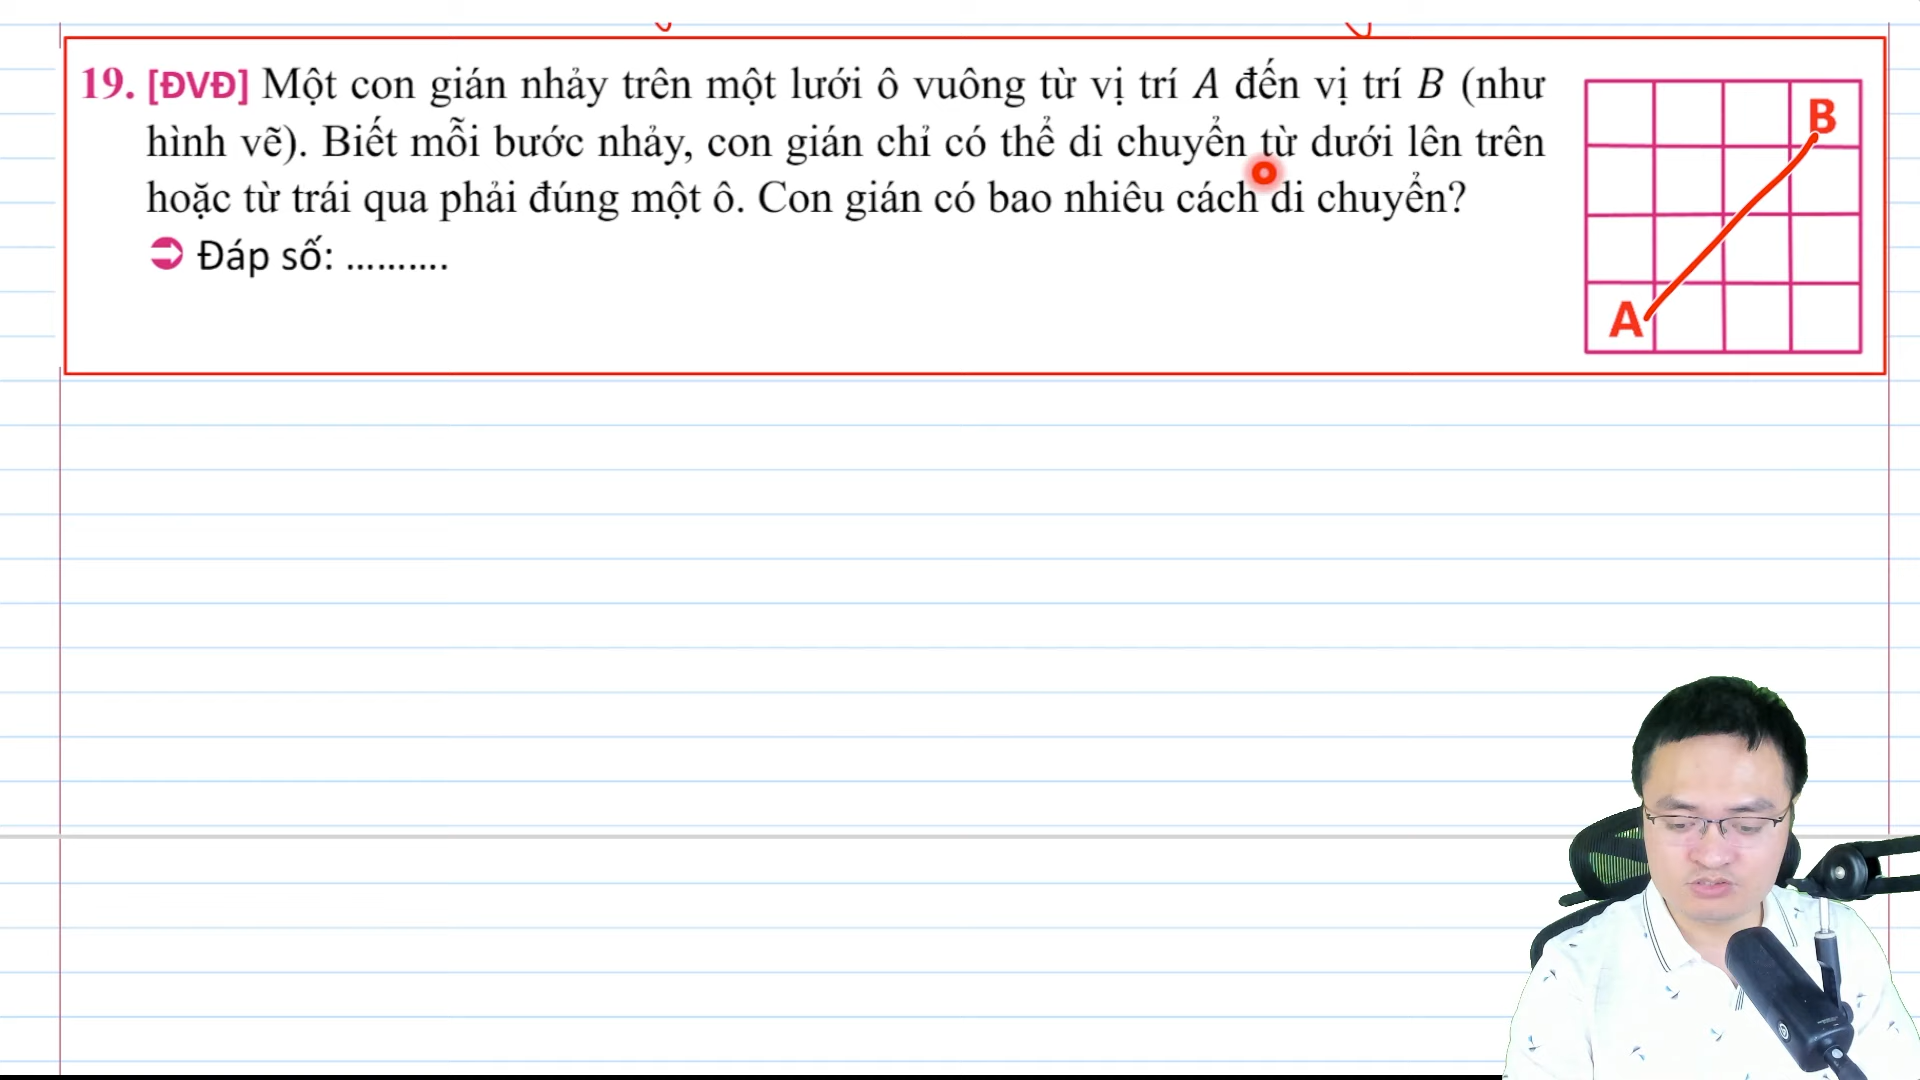 19. [ĐVĐ] Một con gián nhảy trên một lưới ô vuông từ vị trí A đến vị trí B (như
hình vẽ). Biết mỗi bước nhảy, con gián chỉ có thể di chuyển từ dưới lên trên
hoặc từ trái qua phải đúng một ô. Con gián có bao nhiêu cách di chuyển?
➲ Đáp số: ..........
B
A